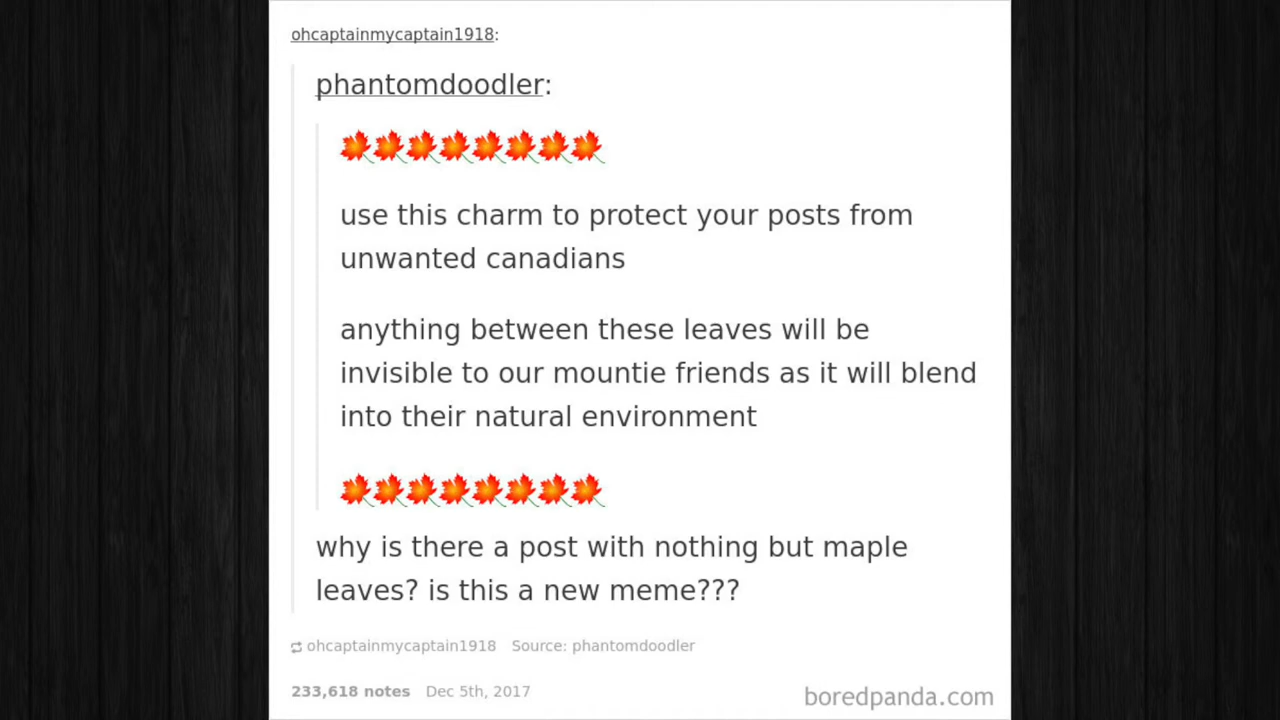 ohcaptainmycaptain1918:
phantomdoodler:
🍁🍁🍁🍁🍁🍁🍁🍁
use this charm to protect your posts from
unwanted canadians
anything between these leaves will be
invisible to our mountie friends as it will blend
into their natural environment
🍁🍁🍁🍁🍁🍁🍁🍁
why is there a post with nothing but maple
leaves? is this a new meme???
ohcaptainmycaptain1918 Source: phantomdoodler
233,618 notes Dec 5th, 2017
boredpanda.com